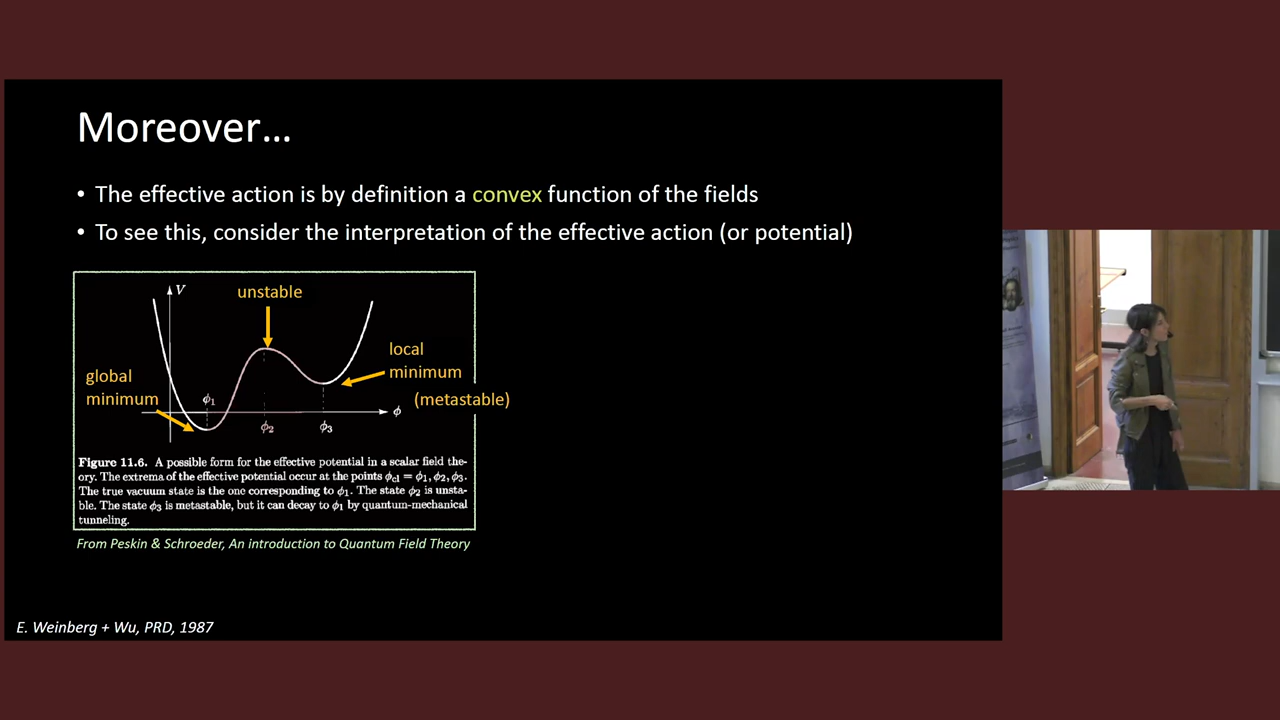 Moreover…
• The effective action is by definition a convex function of the fields
• To see this, consider the interpretation of the effective action (or potential)
V
unstable
local
minimum
(metastable)
global
minimum
ϕ₁
ϕ
ϕ₂
ϕ₃
Figure 11.6. A possible form for the effective potential in a scalar field the-
ory. The extrema of the effective potential occur at the points ϕcl = ϕ₁, ϕ₂, ϕ₃.
The true vacuum state is the one corresponding to ϕ₁. The state ϕ₂ is unsta-
ble. The state ϕ₃ is metastable, but it can decay to ϕ₁ by quantum-mechanical
tunneling.
From Peskin & Schroeder, An introduction to Quantum Field Theory
E. Weinberg + Wu, PRD, 1987